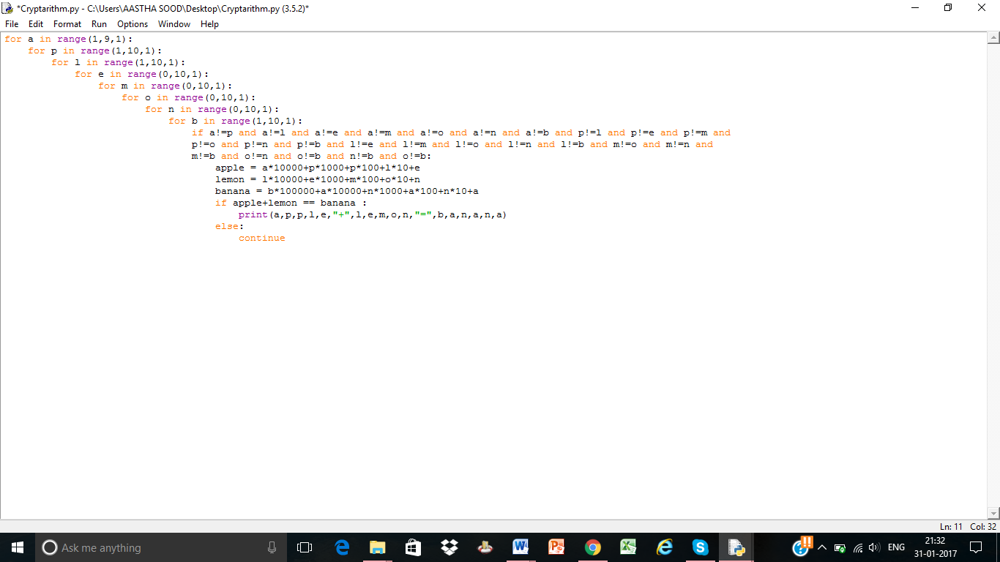 *Cryptarithm.py - C:\Users\AASTHA SOOD\Desktop\Cryptarithm.py (3.5.2)*
File Edit Format Run Options Window Help
for a in range(1,9,1):
    for p in range(1,10,1):
        for l in range(1,10,1):
            for e in range(0,10,1):
                for m in range(0,10,1):
                    for o in range(0,10,1):
                        for n in range(0,10,1):
                            for b in range(1,10,1):
                                if a!=p and a!=l and a!=e and a!=m and a!=o and a!=n and a!=b and p!=l and p!=e and p!=m and
                                p!=o and p!=n and p!=b and l!=e and l!=m and l!=o and l!=n and l!=b and m!=o and m!=n and
                                m!=b and o!=n and o!=b and n!=b and o!=b:
                                    apple = a*10000+p*1000+p*100+l*10+e
                                    lemon = l*10000+e*1000+m*100+o*10+n
                                    banana = b*100000+a*10000+n*1000+a*100+n*10+a
                                    if apple+lemon == banana :
                                        print(a,p,p,l,e,"+",l,e,m,o,n,"=",b,a,n,a,n,a)
                                    else:
                                        continue
Ln: 11 Col: 32
Ask me anything
ENG
21:32
31-01-2017